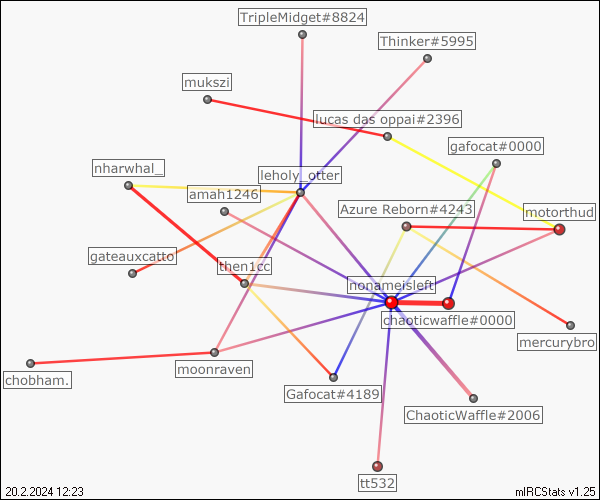 TripleMidget#8824
Thinker#5995
mukszi
lucas das oppai#2396
gafocat#0000
nharwhal_
leholy_otter
amah1246
Azure Reborn#4243
motorthud
gateauxcatto
then1cc
nonameisleft
chaoticwaffle#0000
mercurybro
moonraven
chobham.
Gafocat#4189
ChaoticWaffle#2006
tt532
20.2.2024 12:23
mIRCStats v1.25